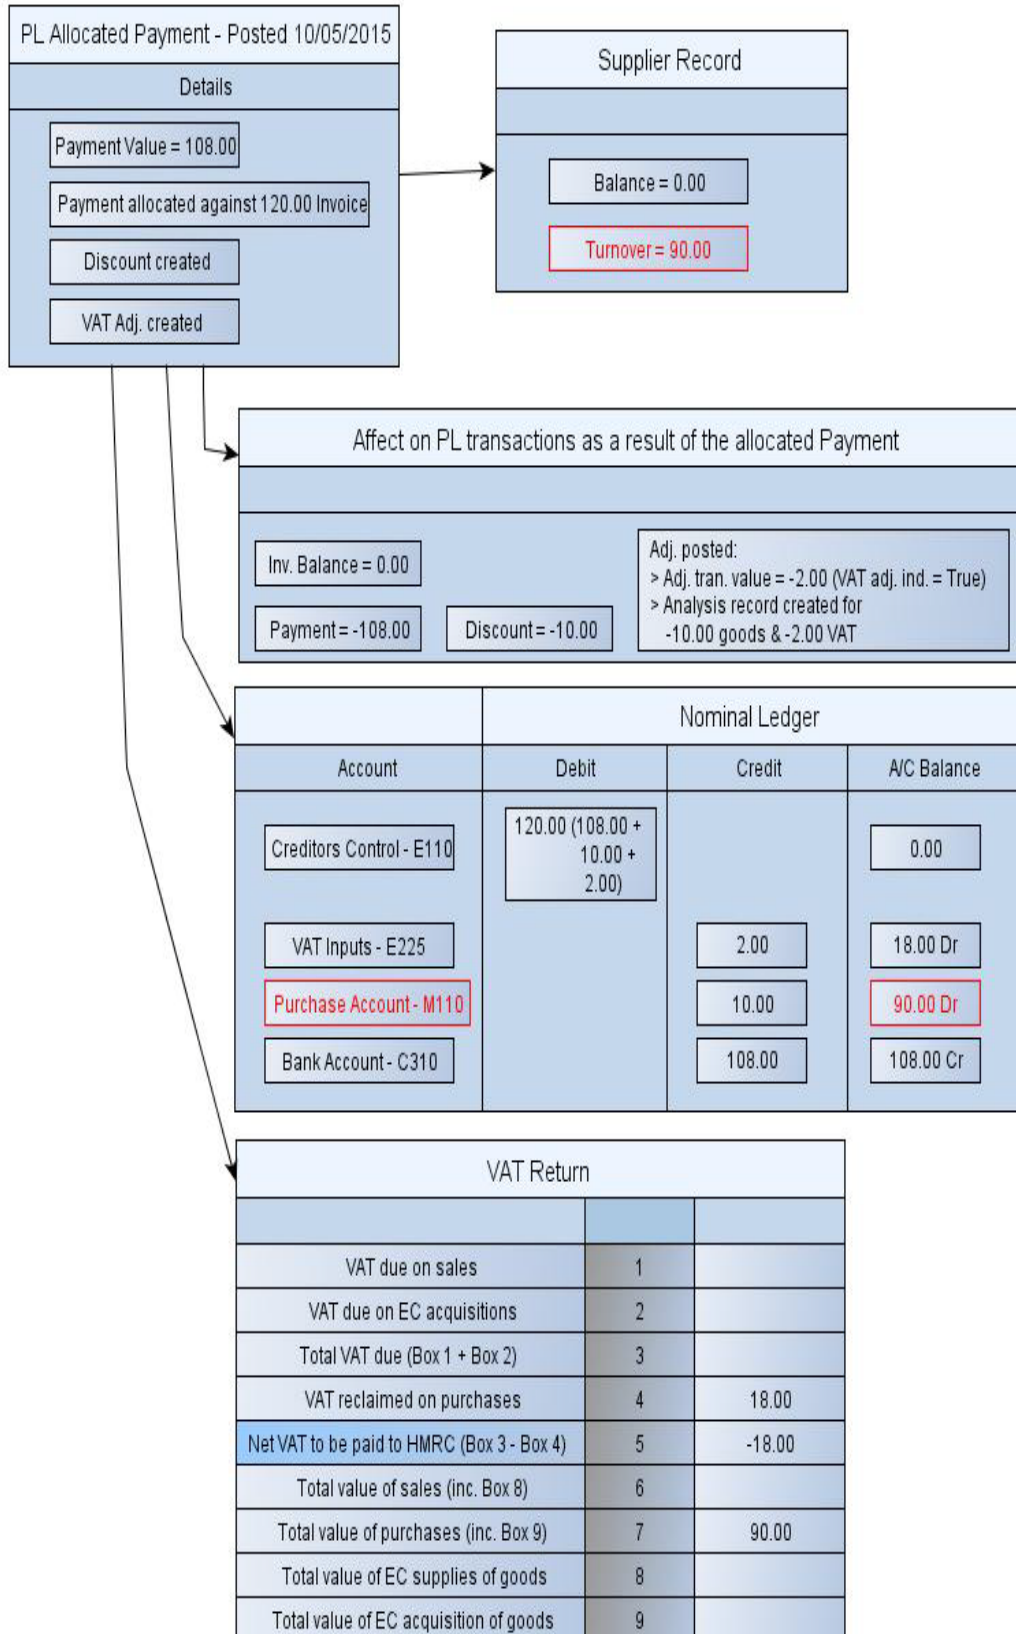 PL Allocated Payment - Posted 10/05/2015
Details
Payment Value = 108.00
Payment allocated against 120.00 Invoice
Discount created
VAT Adj. created
Supplier Record
Balance = 0.00
Turnover = 90.00
Affect on PL transactions as a result of the allocated Payment
Inv. Balance = 0.00
Payment = -108.00
Discount = -10.00
Adj. posted:
> Adj. tran. value = -2.00 (VAT adj. ind. = True)
> Analysis record created for
-10.00 goods & -2.00 VAT
Nominal Ledger
Account Debit Credit A/C Balance
Creditors Control - E110 120.00 (108.00 + 0.00
10.00 +
2.00)
VAT Inputs - E225 2.00 18.00 Dr
Purchase Account - M110 10.00 90.00 Dr
Bank Account - C310 108.00 108.00 Cr
VAT Return
VAT due on sales 1
VAT due on EC acquisitions 2
Total VAT due (Box 1 + Box 2) 3
VAT reclaimed on purchases 4 18.00
Net VAT to be paid to HMRC (Box 3 - Box 4) 5 -18.00
Total value of sales (inc. Box 8) 6
Total value of purchases (inc. Box 9) 7 90.00
Total value of EC supplies of goods 8
Total value of EC acquisition of goods 9